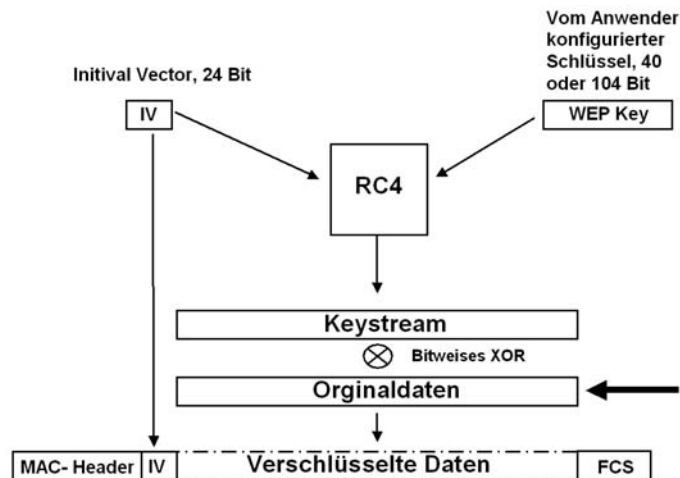 Vom Anwender
konfigurierter
Schlüssel, 40
oder 104 Bit
Initival Vector, 24 Bit
IV
WEP Key
RC4
Keystream
Bitweises XOR
Orginaldaten
MAC- Header IV Verschlüsselte Daten FCS